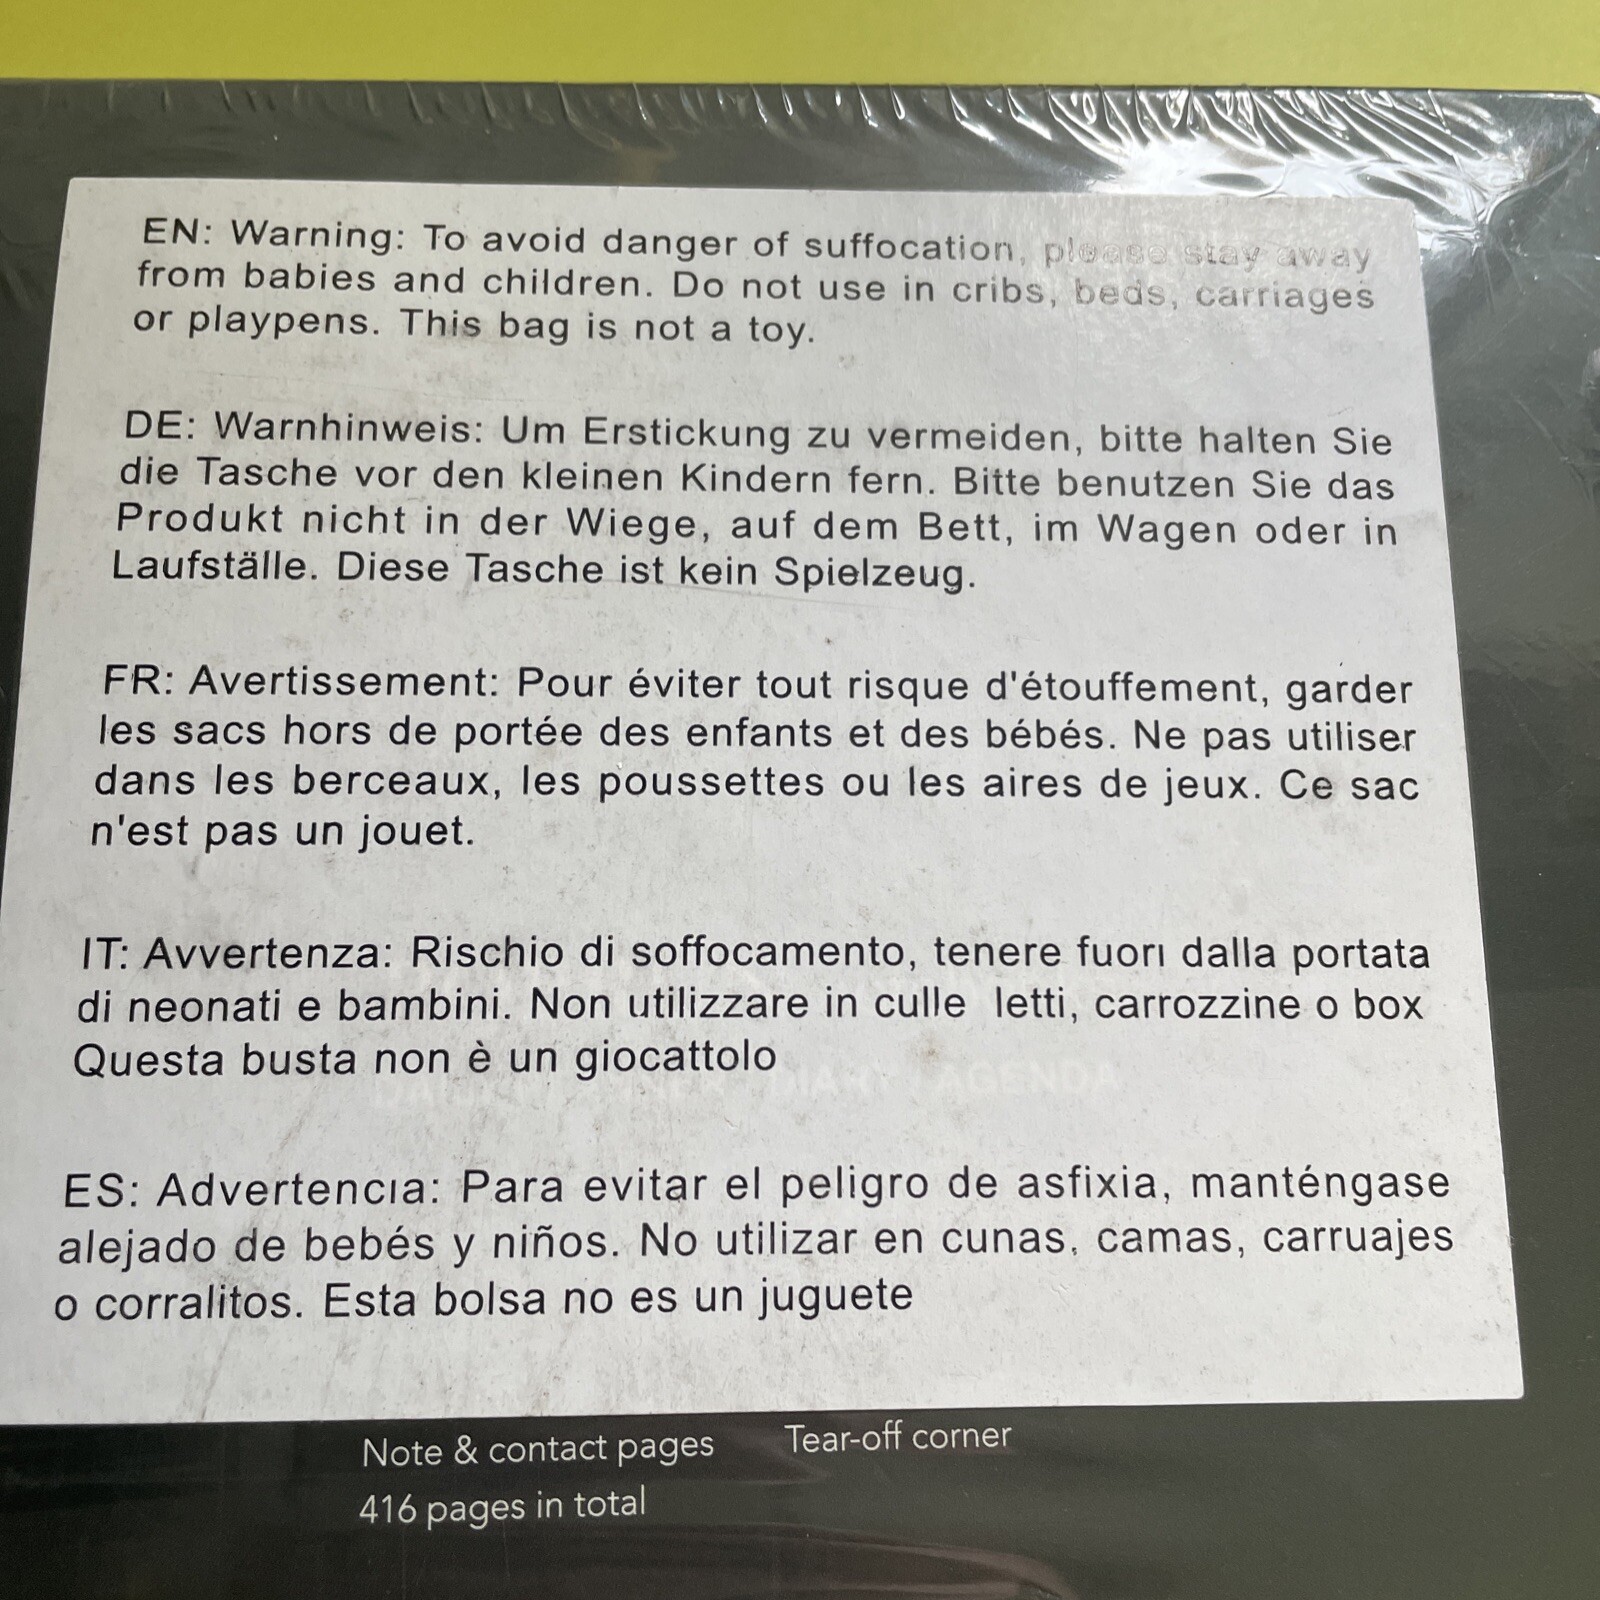 EN: Warning: To avoid danger of suffocation, please stay away
from babies and children. Do not use in cribs, beds, carriages
or playpens. This bag is not a toy.
DE: Warnhinweis: Um Erstickung zu vermeiden, bitte halten Sie
die Tasche vor den kleinen Kindern fern. Bitte benutzen Sie das
Produkt nicht in der Wiege, auf dem Bett, im Wagen oder in
Laufställe. Diese Tasche ist kein Spielzeug.
FR: Avertissement: Pour éviter tout risque d'étouffement, garder
les sacs hors de portée des enfants et des bébés. Ne pas utiliser
dans les berceaux, les poussettes ou les aires de jeux. Ce sac
n'est pas un jouet.
IT: Avvertenza: Rischio di soffocamento, tenere fuori dalla portata
di neonati e bambini. Non utilizzare in culle letti, carrozzine o box
Questa busta non è un giocattolo
AGENDA
ES: Advertencia: Para evitar el peligro de asfixia, manténgase
alejado de bebés y niños. No utilizar en cunas, camas, carruajes
o corralitos. Esta bolsa no es un juguete
Note & contact pages
416 pages in total
Tear-off corner